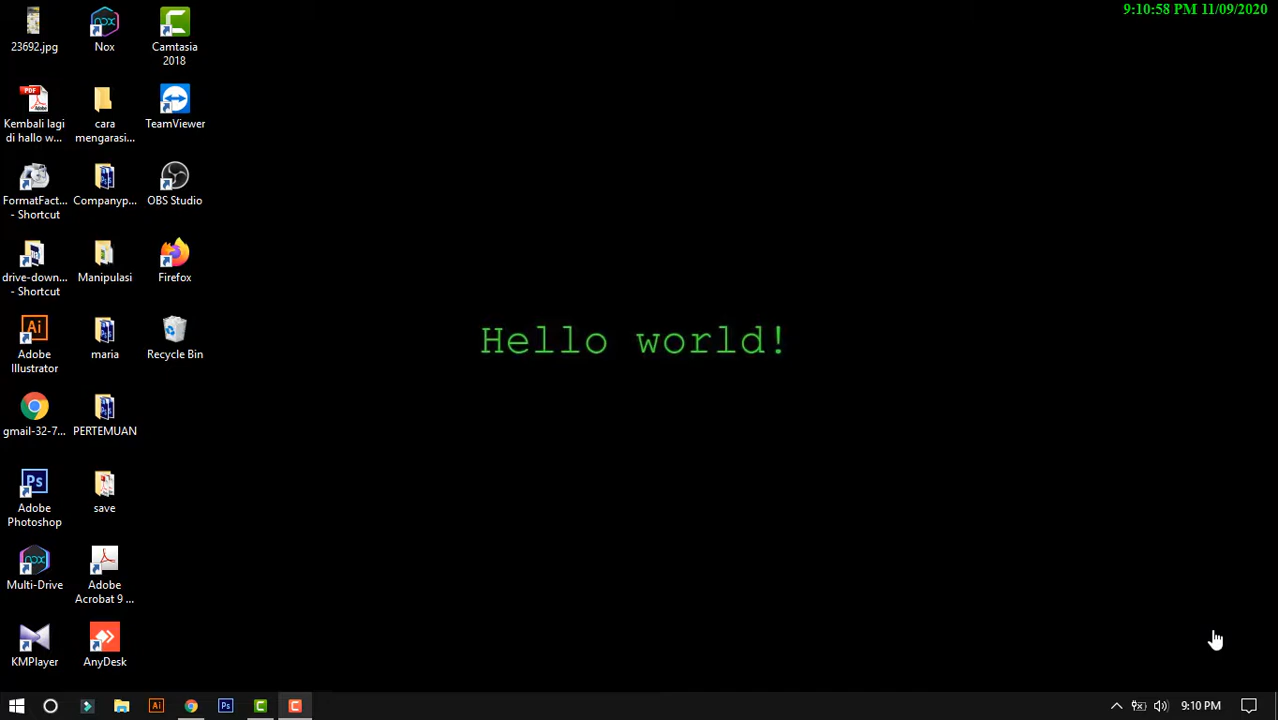 9:10:58 PM 11/09/2020
23692.jpg
Nox
Camtasia
2018
Kembali lagi
di hallo w...
cara
mengarasi...
TeamViewer
FormatFact...
- Shortcut
Companyp...
OBS Studio
drive-down...
- Shortcut
Manipulasi
Firefox
Adobe
Illustrator
maria
Recycle Bin
Hello world!
gmail-32-7...
PERTEMUAN
Adobe
Photoshop
save
Multi-Drive
Adobe
Acrobat 9 ...
KMPlayer
AnyDesk
9:10 PM